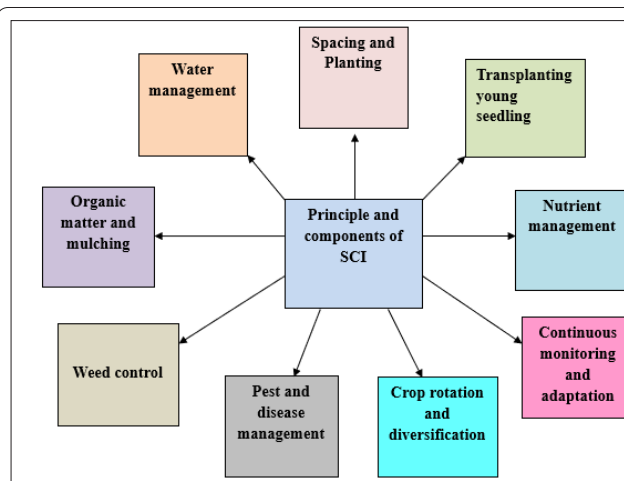 Spacing and
Planting
Water
management
Transplanting
young
seedling
Organic
matter and
mulching
Principle and
components of
SCI
Nutrient
management
Weed control
Pest and
disease
management
Crop rotation
and
diversification
Continuous
monitoring
and
adaptation